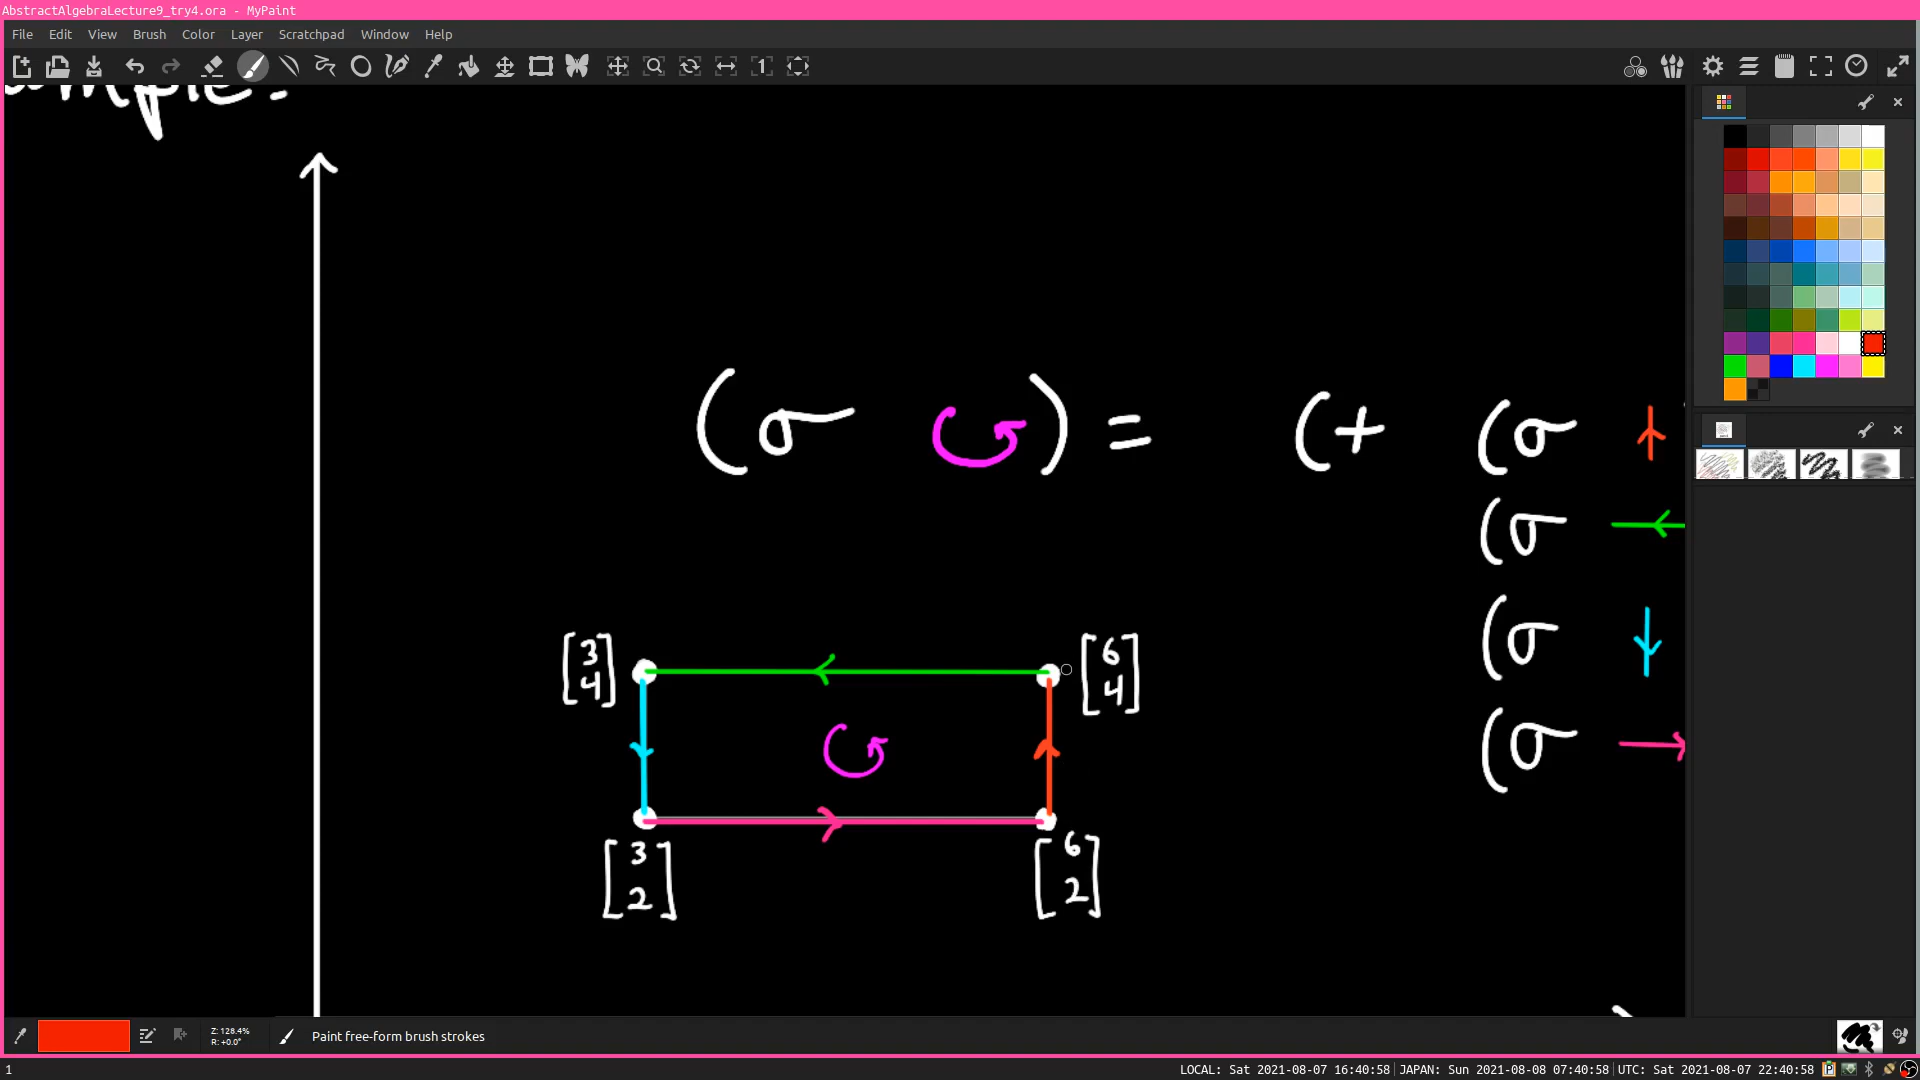 AbstractAlgebraLecture9_try4.ora - MyPaint
File Edit View Brush Color Layer Scratchpad Window Help
(σ ) = (+ (σ
(σ
(σ
(σ
[3 4] [6 4]
[3 2] [6 2]
Z: 128.4%
R: +0.0°
Paint free-form brush strokes
1 LOCAL: Sat 2021-08-07 16:40:58 | JAPAN: Sun 2021-08-08 07:40:58 | UTC: Sat 2021-08-07 22:40:58